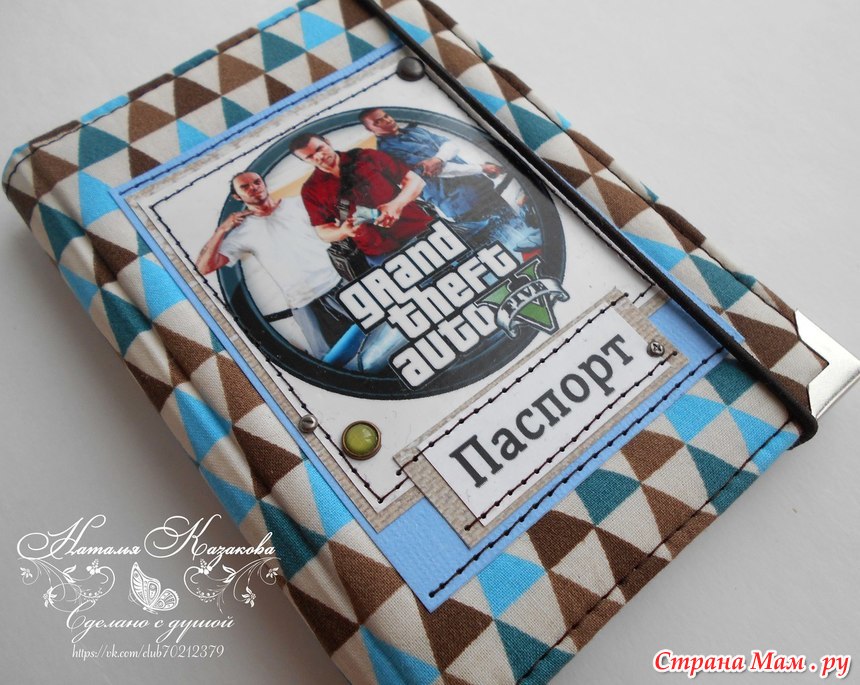 grand
theft
auto
FIVE
Паспорт
Наталья Казакова
Сделано с душой
https://vk.com/club70212379
Страна Мам.ру